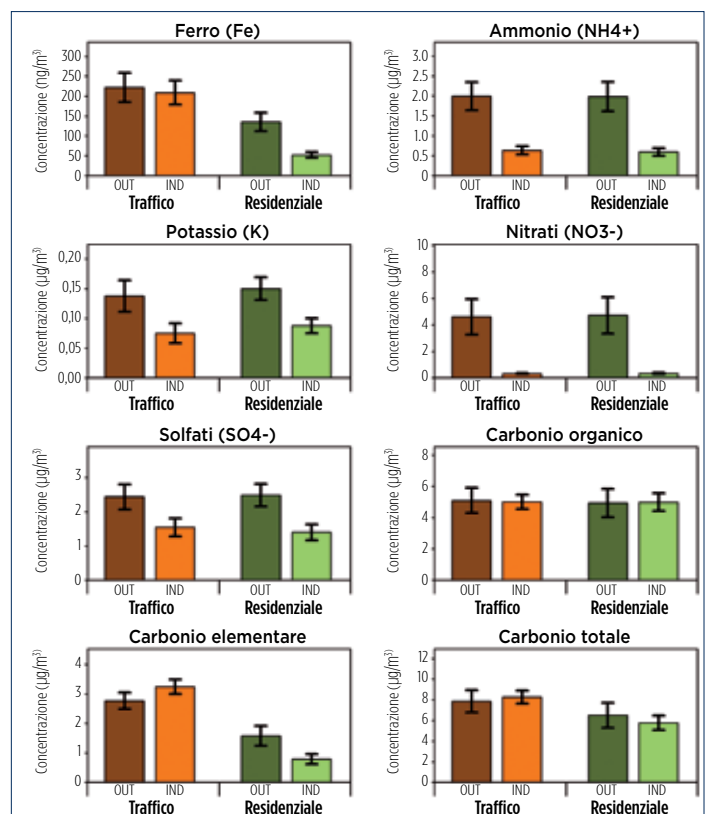 Ferro (Fe)
Concentrazione (ng/m³)
300
250
200
150
100
50
0
OUT IND OUT IND
Traffico Residenziale
Ammonio (NH4+)
Concentrazione (µg/m³)
3.0
2.5
2.0
1.5
1.0
0.5
0
OUT IND OUT IND
Traffico Residenziale
Potassio (K)
Concentrazione (µg/m³)
0,20
0,15
0,10
0,05
0,00
OUT IND OUT IND
Traffico Residenziale
Nitrati (NO3-)
Concentrazione (µg/m³)
10
8
6
4
2
0
OUT IND OUT IND
Traffico Residenziale
Solfati (SO4-)
Concentrazione (µg/m³)
3
2
1
0
OUT IND OUT IND
Traffico Residenziale
Carbonio organico
Concentrazione (µg/m³)
8
6
4
2
0
OUT IND OUT IND
Traffico Residenziale
Carbonio elementare
Concentrazione (µg/m³)
4
3
2
1
0
OUT IND OUT IND
Traffico Residenziale
Carbonio totale
Concentrazione (µg/m³)
12
10
8
6
4
2
0
OUT IND OUT IND
Traffico Residenziale